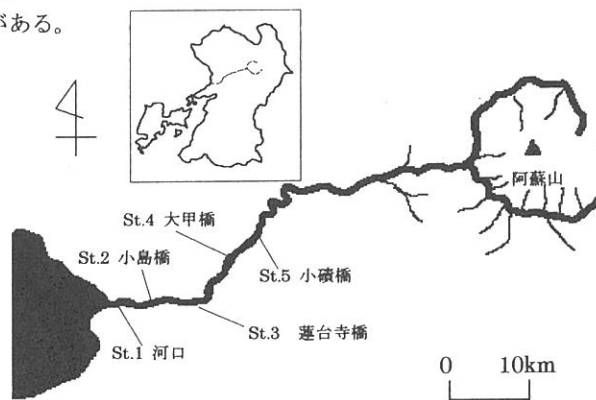 がある。
阿蘇山
St.4 大甲橋
St.2 小島橋
St.5 小磧橋
St.3 蓮台寺橋
St.1 河口
0 10km